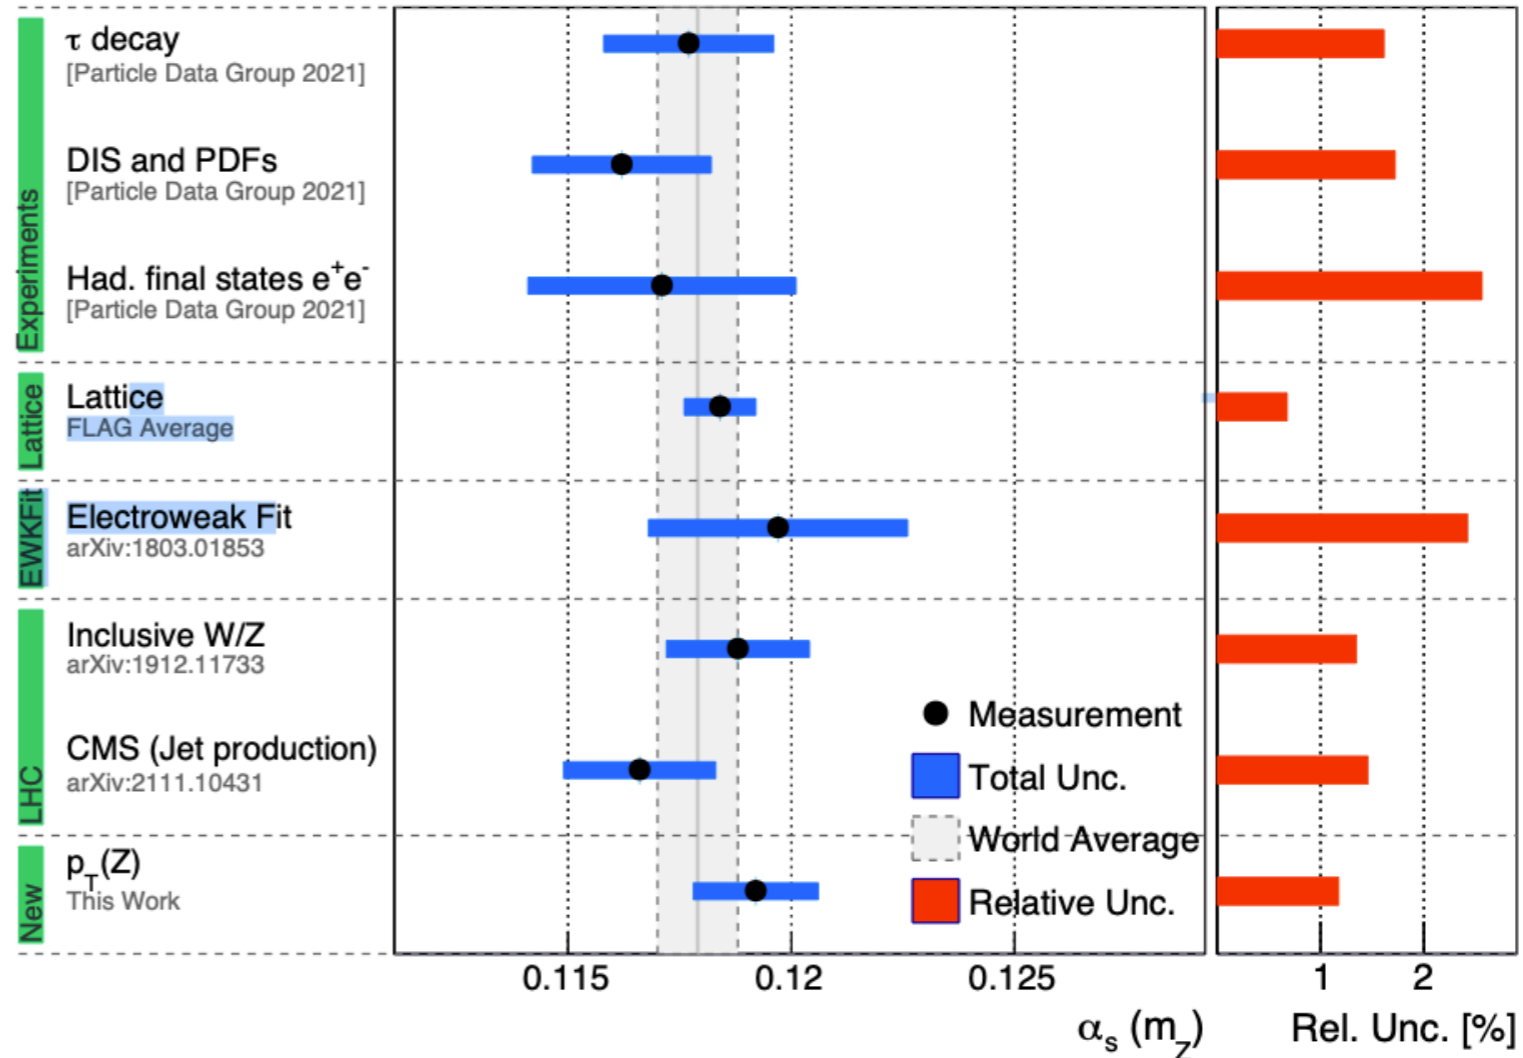 Experiments
τ decay
[Particle Data Group 2021]
DIS and PDFs
[Particle Data Group 2021]
Had. final states e⁺e⁻
[Particle Data Group 2021]
Lattice
Lattice
FLAG Average
EWKFit
Electroweak Fit
arXiv:1803.01853
LHC
Inclusive W/Z
arXiv:1912.11733
CMS (Jet production)
arXiv:2111.10431
New
p_T(Z)
This Work
Measurement
Total Unc.
World Average
Relative Unc.
0.115 0.12 0.125
α_s (m_Z)
1 2
Rel. Unc. [%]